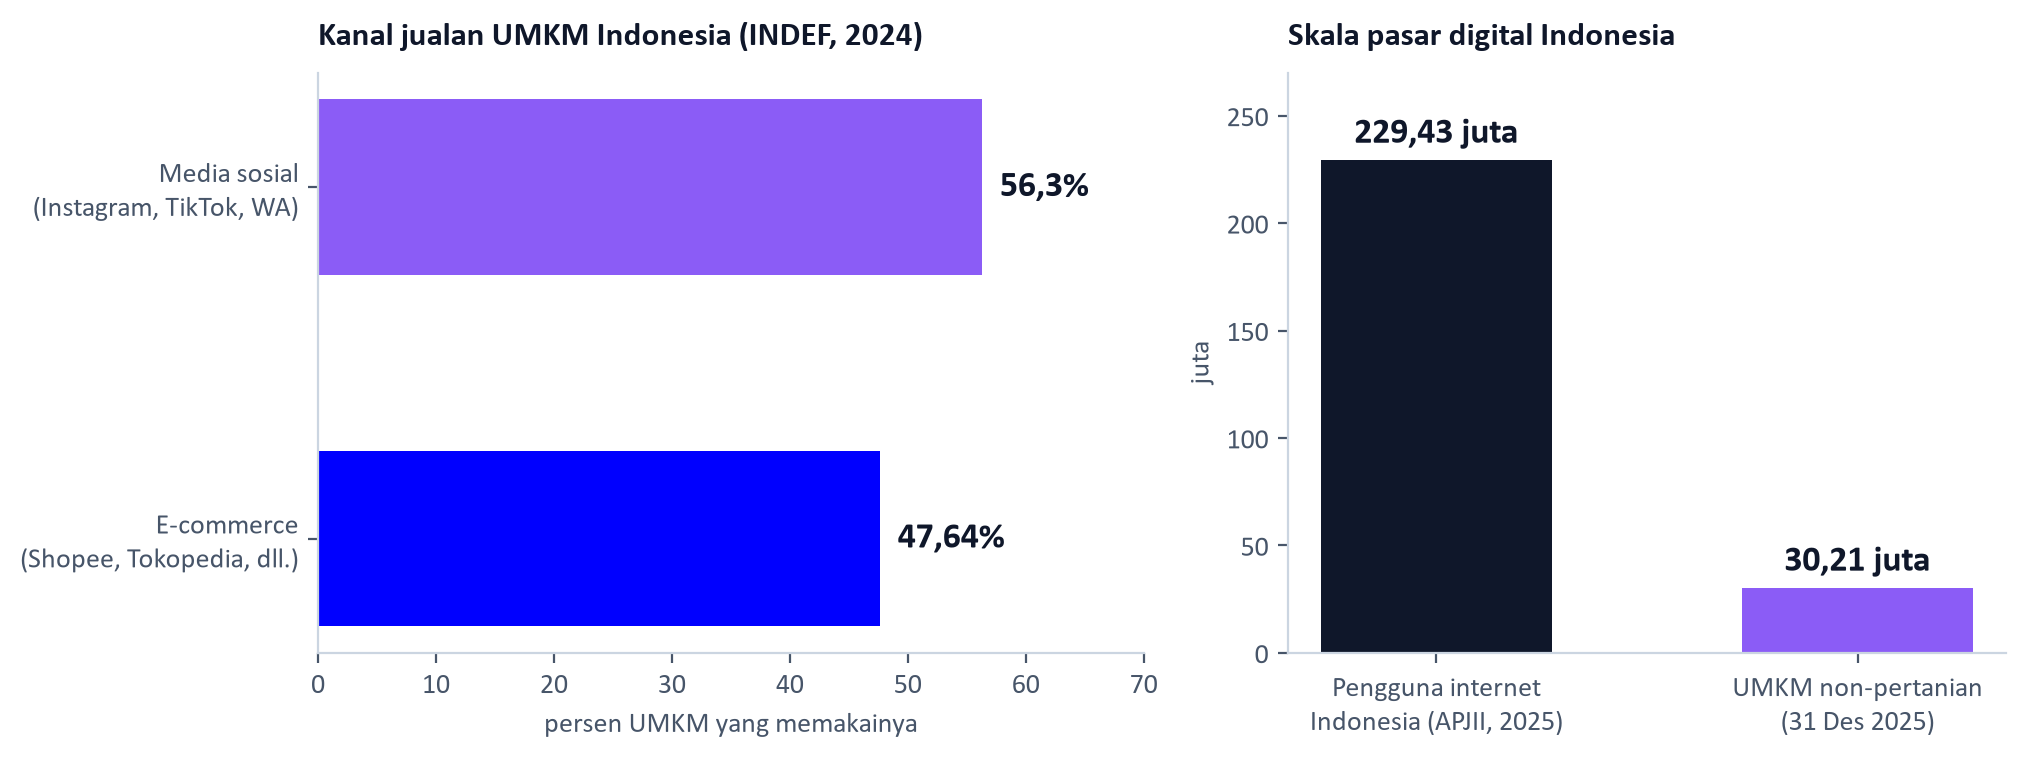 Kanal jualan UMKM Indonesia (INDEF, 2024)
Media sosial
(Instagram, TikTok, WA)
56,3%
E-commerce
(Shopee, Tokopedia, dll.)
47,64%
0 10 20 30 40 50 60 70
persen UMKM yang memakainya
Skala pasar digital Indonesia
juta
250
200
150
100
50
0
229,43 juta
30,21 juta
Pengguna internet
Indonesia (APJII, 2025)
UMKM non-pertanian
(31 Des 2025)